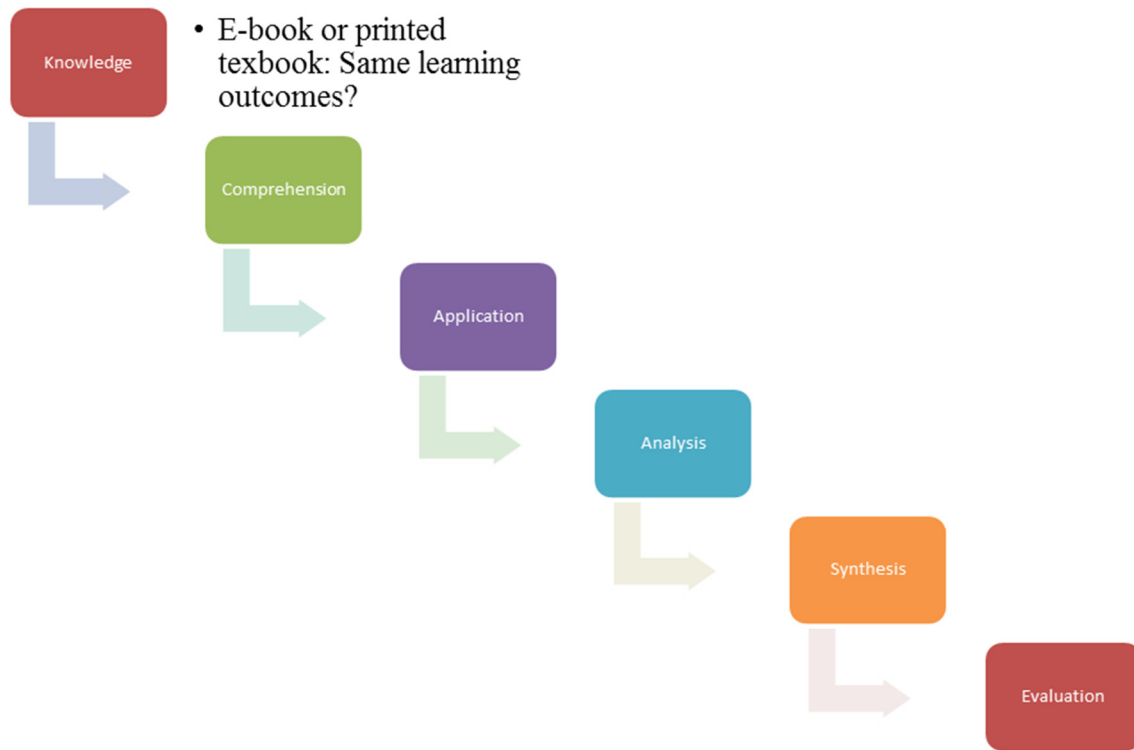 Knowledge
• E-book or printed
texbook: Same learning
outcomes?
Comprehension
Application
Analysis
Synthesis
Evaluation